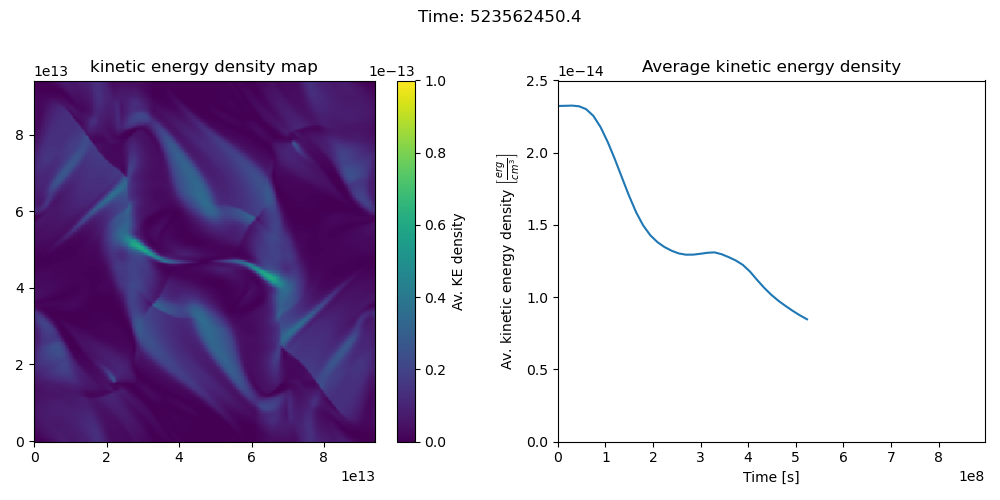 Time: 523562450.4
kinetic energy density map
1e13
1e−13
8
6
4
2
0
0
2
4
6
8
1e13
1.0
0.8
0.6
0.4
0.2
0.0
Av. KE density
Average kinetic energy density
1e−14
2.5
2.0
1.5
1.0
0.5
0.0
Av. kinetic energy density [erg/cm³]
0
1
2
3
4
5
6
7
8
Time [s]
1e8